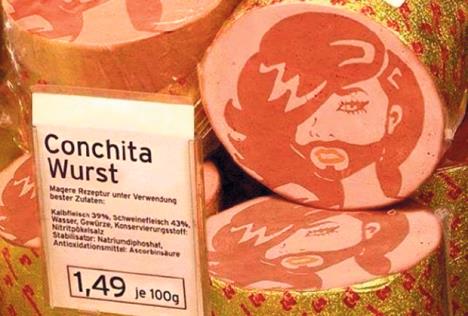 Conchita
Wurst
Magere Rezeptur unter Verwendung
bester Zutaten:
Kalbfleisch 39%, Schweinefleisch 43%,
Wasser, Gewürze, Konservierungsstoff:
Nitritpökelsalz
Stabilisator: Natriumdiphoshat,
Antioxidationsmittel: Ascorbinsäure
1,49 je 100g